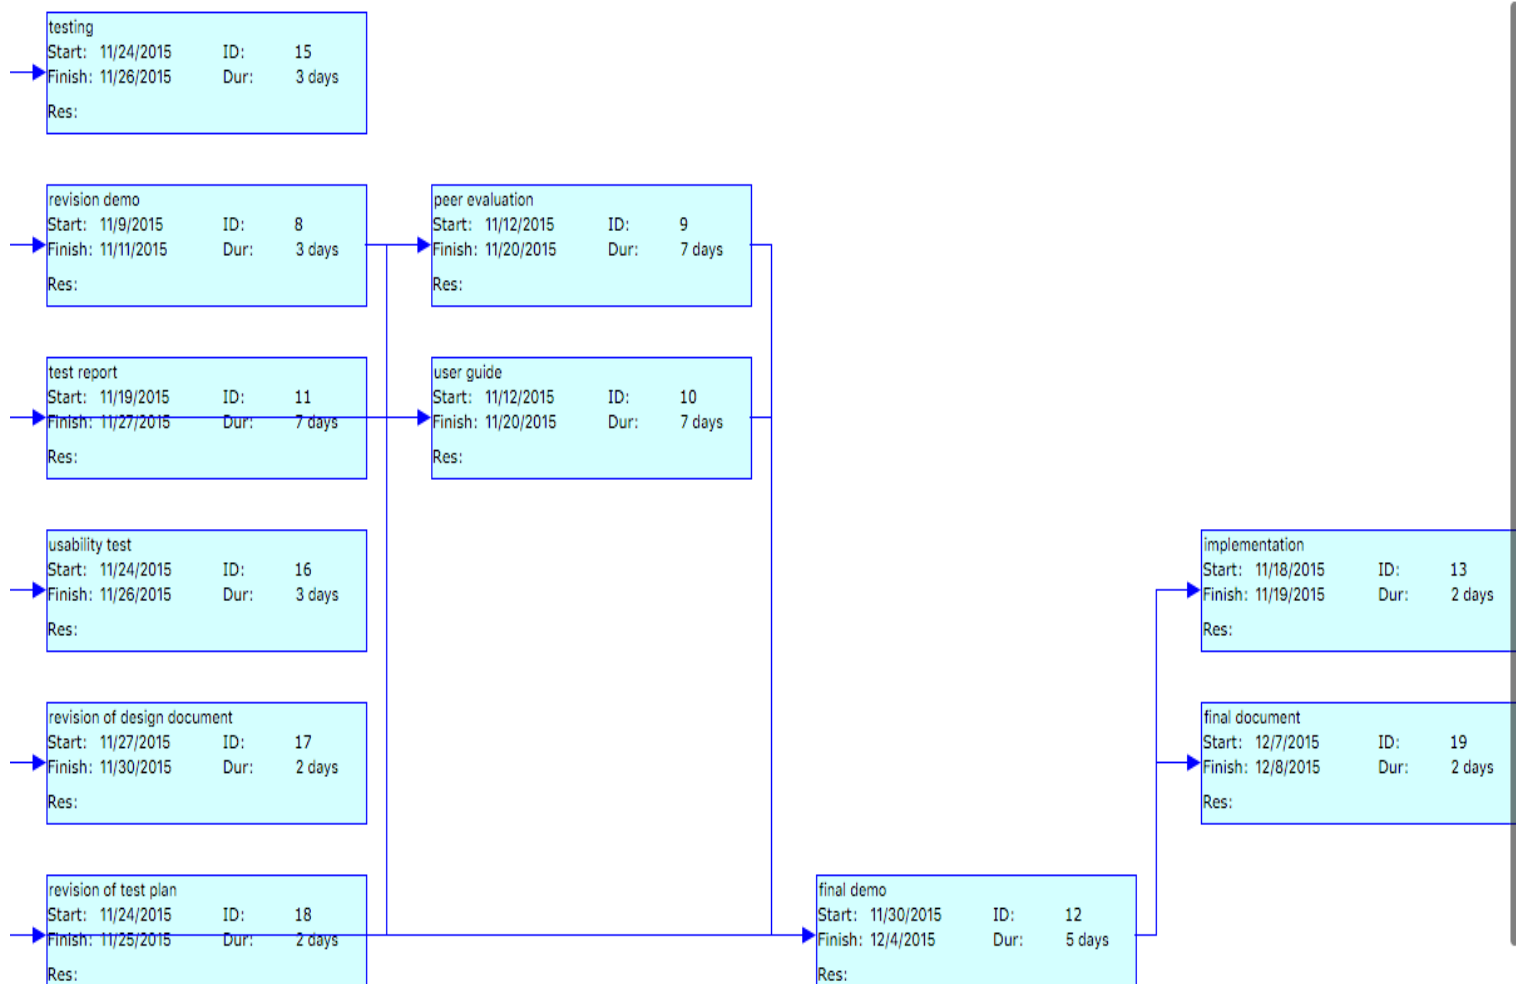 testing
Start: 11/24/2015 ID: 15
Finish: 11/26/2015 Dur: 3 days
Res:
revision demo
Start: 11/9/2015 ID: 8
Finish: 11/11/2015 Dur: 3 days
Res:
peer evaluation
Start: 11/12/2015 ID: 9
Finish: 11/20/2015 Dur: 7 days
Res:
test report
Start: 11/19/2015 ID: 11
Finish: 11/27/2015 Dur: 7 days
Res:
user guide
Start: 11/12/2015 ID: 10
Finish: 11/20/2015 Dur: 7 days
Res:
usability test
Start: 11/24/2015 ID: 16
Finish: 11/26/2015 Dur: 3 days
Res:
implementation
Start: 11/18/2015 ID: 13
Finish: 11/19/2015 Dur: 2 days
Res:
revision of design document
Start: 11/27/2015 ID: 17
Finish: 11/30/2015 Dur: 2 days
Res:
final document
Start: 12/7/2015 ID: 19
Finish: 12/8/2015 Dur: 2 days
Res:
revision of test plan
Start: 11/24/2015 ID: 18
Finish: 11/25/2015 Dur: 2 days
Res:
final demo
Start: 11/30/2015 ID: 12
Finish: 12/4/2015 Dur: 5 days
Res: